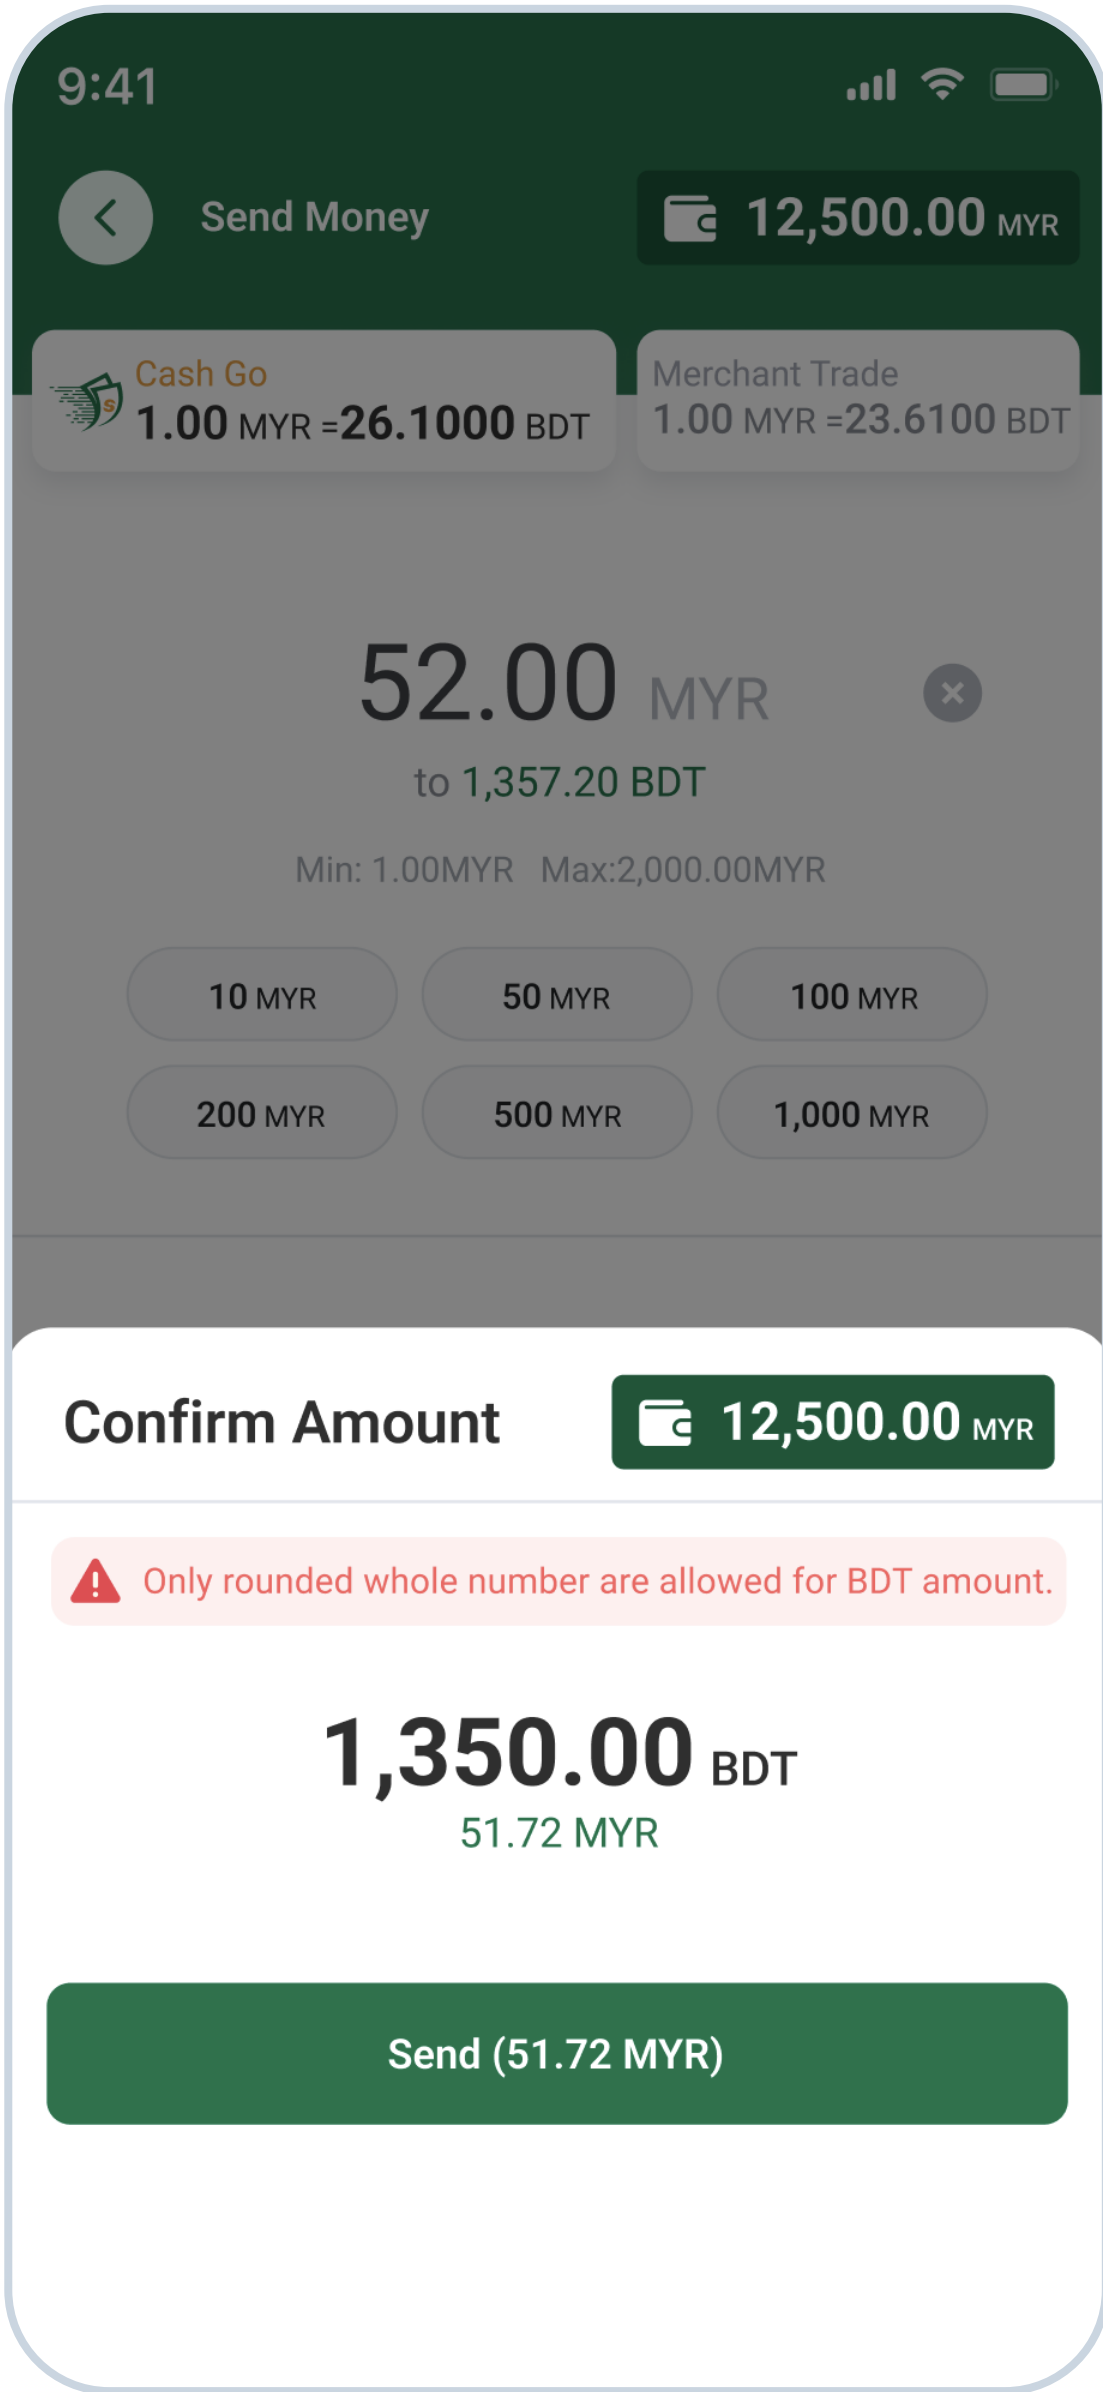 9:41
Send Money
12,500.00 MYR
Cash Go
1.00 MYR =26.1000 BDT
Merchant Trade
1.00 MYR =23.6100 BDT
52.00 MYR
to 1,357.20 BDT
Min: 1.00MYR Max:2,000.00MYR
10 MYR
50 MYR
100 MYR
200 MYR
500 MYR
1,000 MYR
Confirm Amount
12,500.00 MYR
Only rounded whole number are allowed for BDT amount.
1,350.00 BDT
51.72 MYR
Send (51.72 MYR)